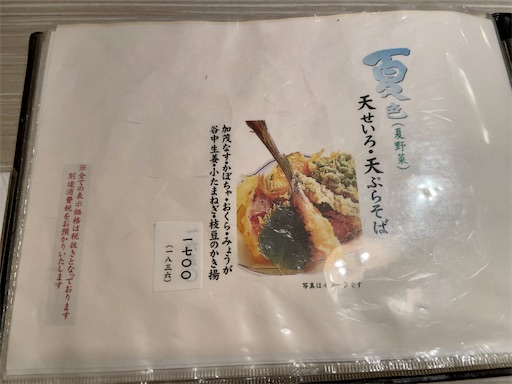 夏色(夏野菜)
天せいろ・天ぷらそば
加茂なす・かぼちゃ・おくら・みょうが
谷中生姜・小たまねぎ・枝豆のかき揚
一七〇〇
(一八三六)
写真はイメージです
※全ての表示価格は税抜きとなっております
別途消費税をお預かりいたします